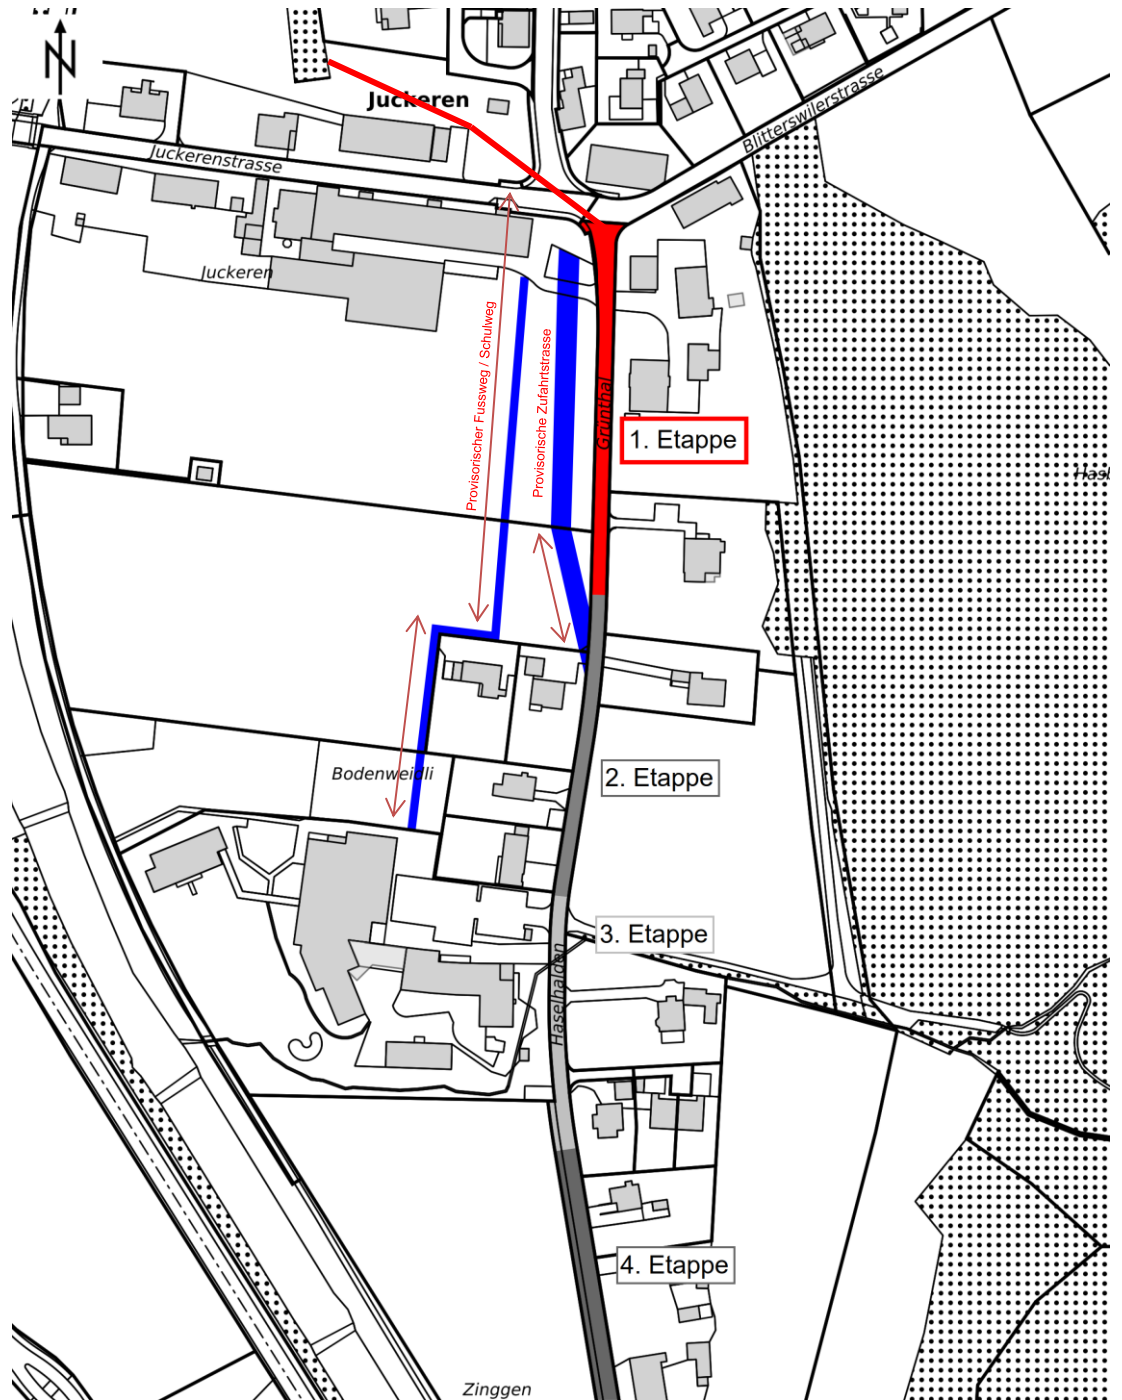 N
Juckeren
Blitterswilerstrasse
Juckerenstrasse
Juckeren
Provisorischer Fussweg / Schulweg
Provisorische Zufahrtstrasse
Grünthal
1. Etappe
Bodenweidli
2. Etappe
3. Etappe
Haselhalden
4. Etappe
Zinggen